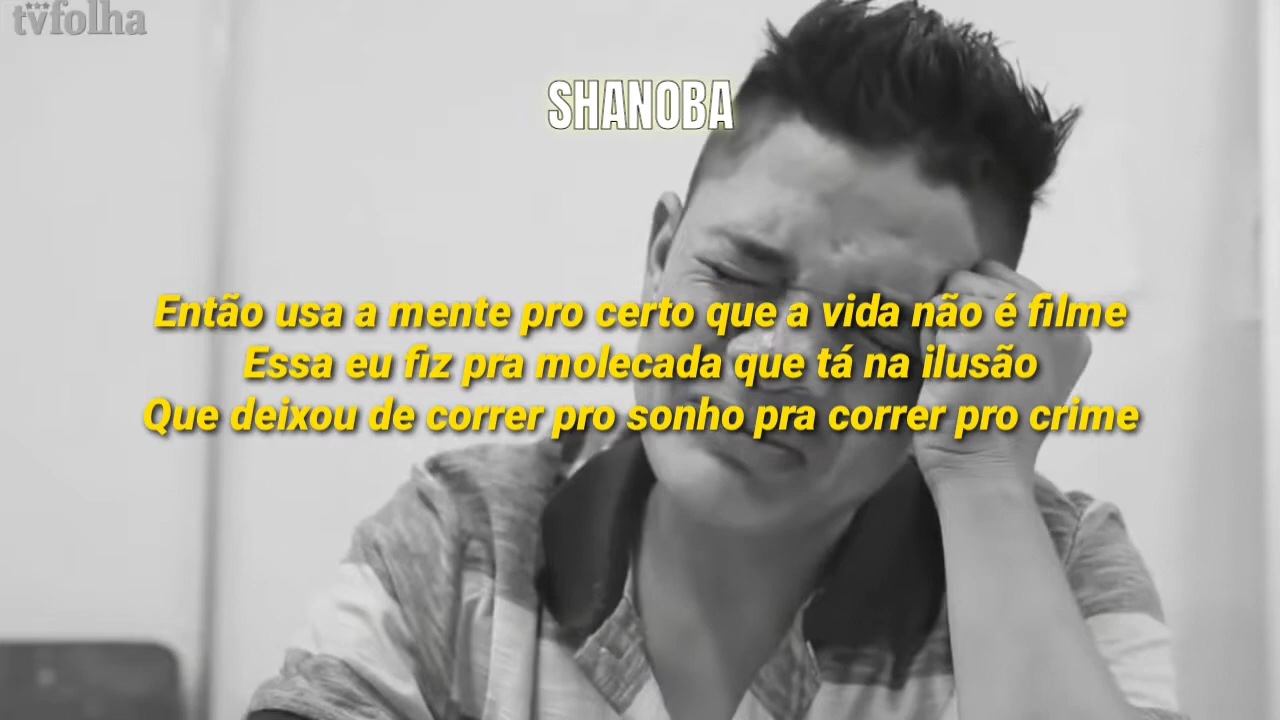 tvfolha
SHANOBA
Então usa a mente pro certo que a vida não é filme
Essa eu fiz pra molecada que tá na ilusão
Que deixou de correr pro sonho pra correr pro crime